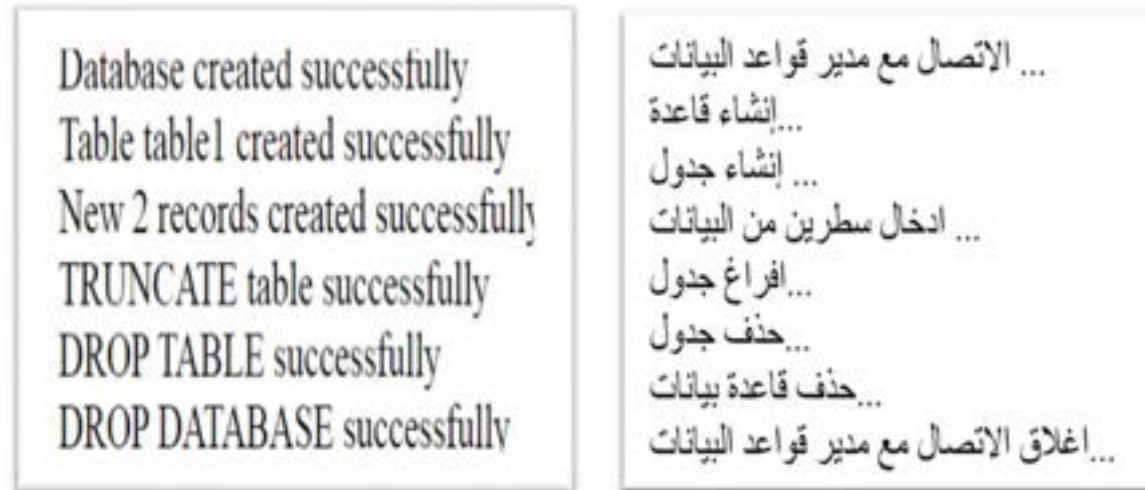 Database created successfully
Table table1 created successfully
New 2 records created successfully
TRUNCATE table successfully
DROP TABLE successfully
DROP DATABASE successfully
... الاتصال مع مدير قواعد البيانات
...إنشاء قاعدة
... إنشاء جدول
... ادخال سطرين من البيانات
...افراغ جدول
...حذف جدول
...حذف قاعدة بيانات
...اغلاق الاتصال مع مدير قواعد البيانات